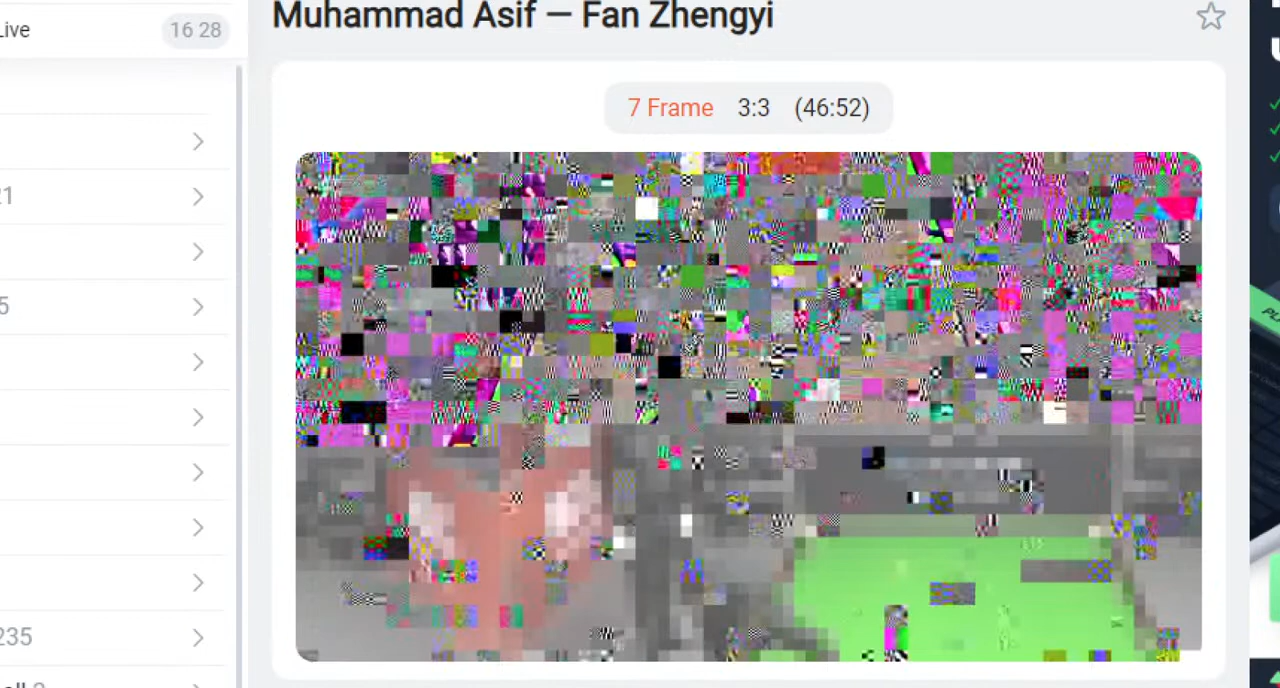 Muhammad Asif — Fan Zhengyi
Live
16 28
7 Frame 3:3 (46:52)
21
5
235